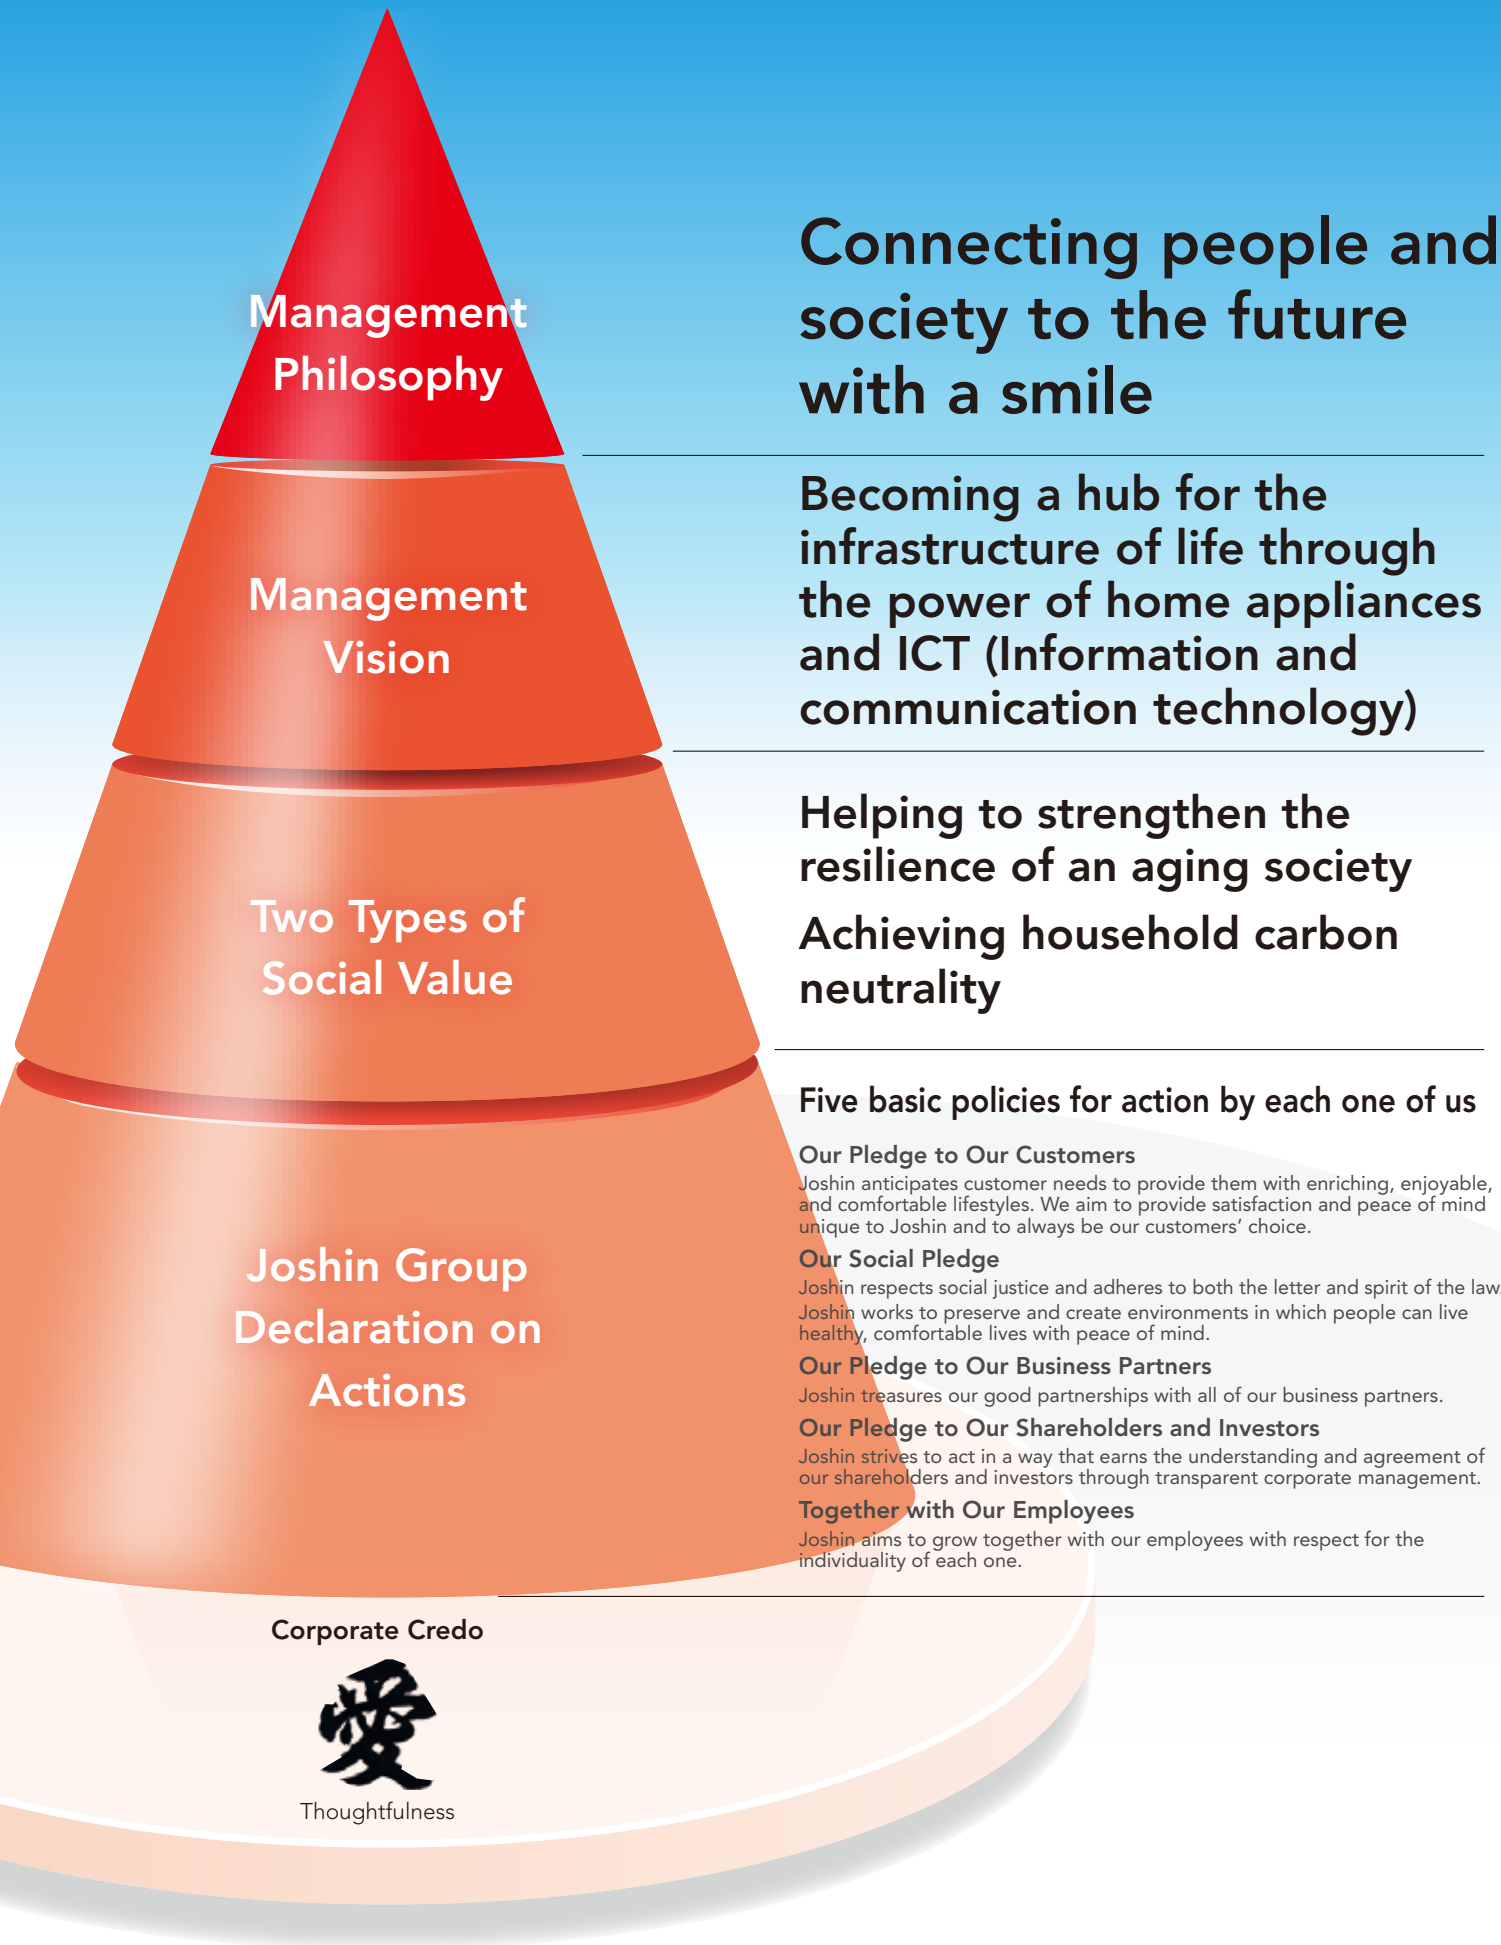 Management
Philosophy
Connecting people and
society to the future
with a smile
Management
Vision
Becoming a hub for the
infrastructure of life through
the power of home appliances
and ICT (Information and
communication technology)
Two Types of
Social Value
Helping to strengthen the
resilience of an aging society
Achieving household carbon
neutrality
Joshin Group
Declaration on
Actions
Five basic policies for action by each one of us
Our Pledge to Our Customers
Joshin anticipates customer needs to provide them with enriching, enjoyable,
and comfortable lifestyles. We aim to provide satisfaction and peace of mind
unique to Joshin and to always be our customers’ choice.
Our Social Pledge
Joshin respects social justice and adheres to both the letter and spirit of the law.
Joshin works to preserve and create environments in which people can live
healthy, comfortable lives with peace of mind.
Our Pledge to Our Business Partners
Joshin treasures our good partnerships with all of our business partners.
Our Pledge to Our Shareholders and Investors
Joshin strives to act in a way that earns the understanding and agreement of
our shareholders and investors through transparent corporate management.
Together with Our Employees
Joshin aims to grow together with our employees with respect for the
individuality of each one.
Corporate Credo
愛
Thoughtfulness